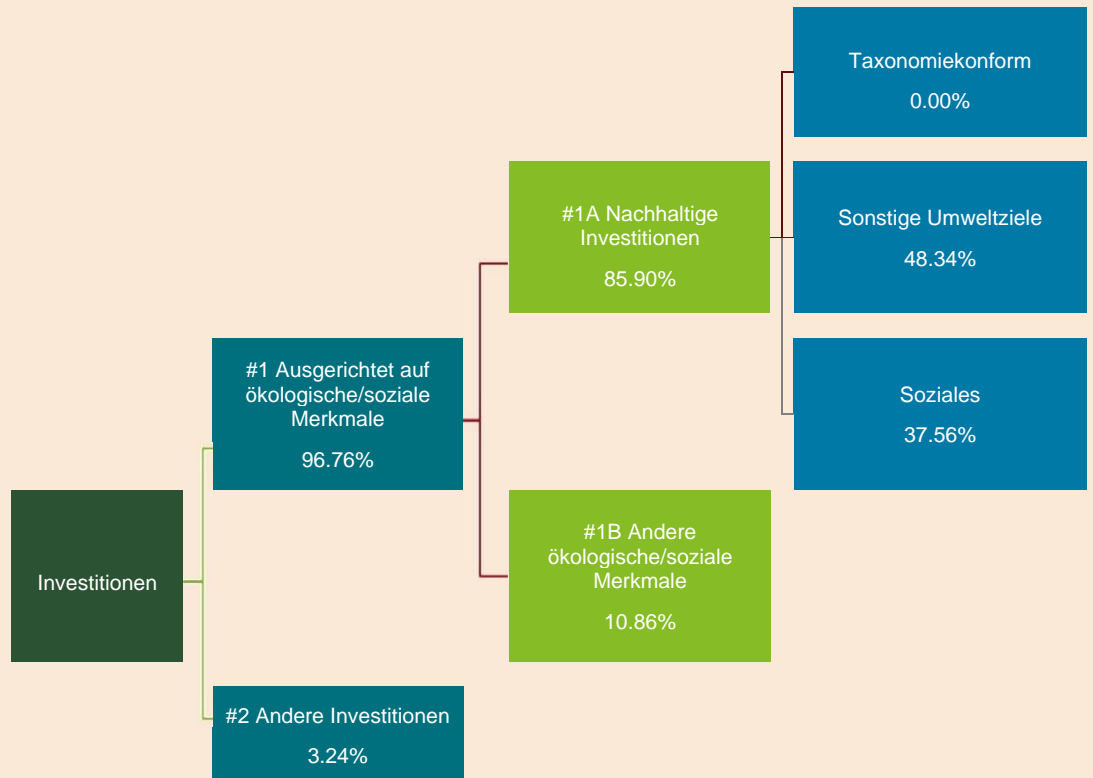 Taxonomiekonform
0.00%
#1A Nachhaltige
Investitionen
85.90%
Sonstige Umweltziele
48.34%
#1 Ausgerichtet auf
ökologische/soziale
Merkmale
96.76%
Soziales
37.56%
Investitionen
#1B Andere
ökologische/soziale
Merkmale
10.86%
#2 Andere Investitionen
3.24%